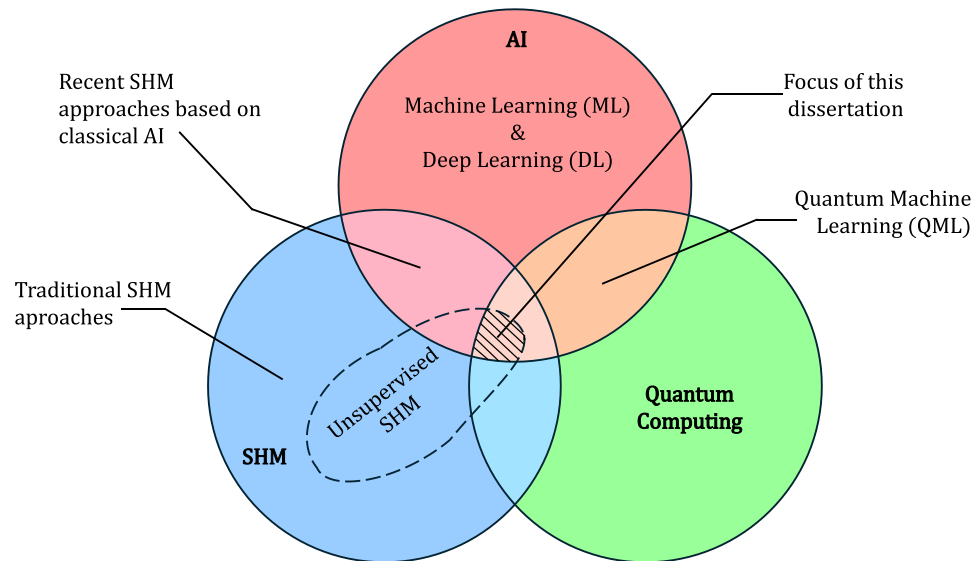 AI
Recent SHM
approaches based on
classical AI
Machine Learning (ML)
&
Deep Learning (DL)
Focus of this
dissertation
Quantum Machine
Learning (QML)
Traditional SHM
aproaches
Unsupervised
SHM
SHM
Quantum
Computing